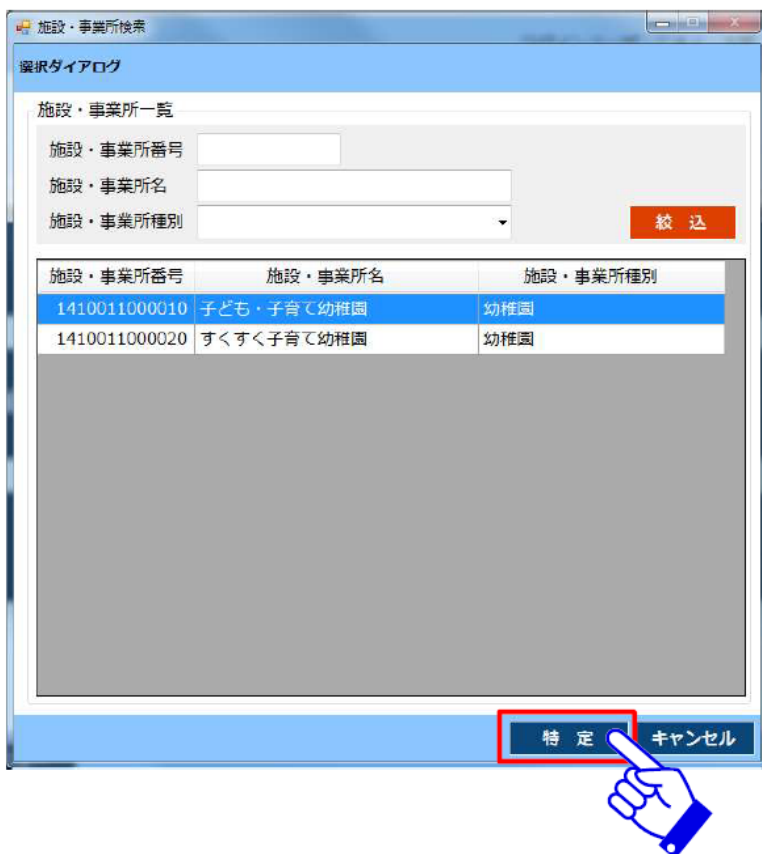 施設・事業所検索
選択ダイアログ
施設・事業所一覧
施設・事業所番号
施設・事業所名
施設・事業所種別
絞 込
施設・事業所番号 施設・事業所名 施設・事業所種別
1410011000010 子ども・子育て幼稚園 幼稚園
1410011000020 すくすく子育て幼稚園 幼稚園
特 定 キャンセル